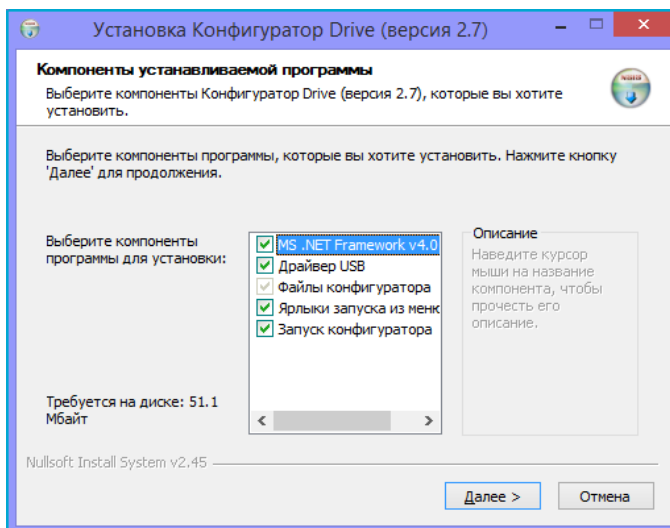 Установка Конфигуратор Drive (версия 2.7)
Компоненты устанавливаемой программы
Выберите компоненты Конфигуратор Drive (версия 2.7), которые вы хотите
установить.
Выберите компоненты программы, которые вы хотите установить. Нажмите кнопку
'Далее' для продолжения.
Выберите компоненты
программы для установки:
MS .NET Framework v4.0
Драйвер USB
Файлы конфигуратора
Ярлыки запуска из меню
Запуск конфигуратора
Описание
Наведите курсор
мыши на название
компонента, чтобы
прочесть его
описание.
Требуется на диске: 51.1
Мбайт
Nullsoft Install System v2.45
Далее >
Отмена